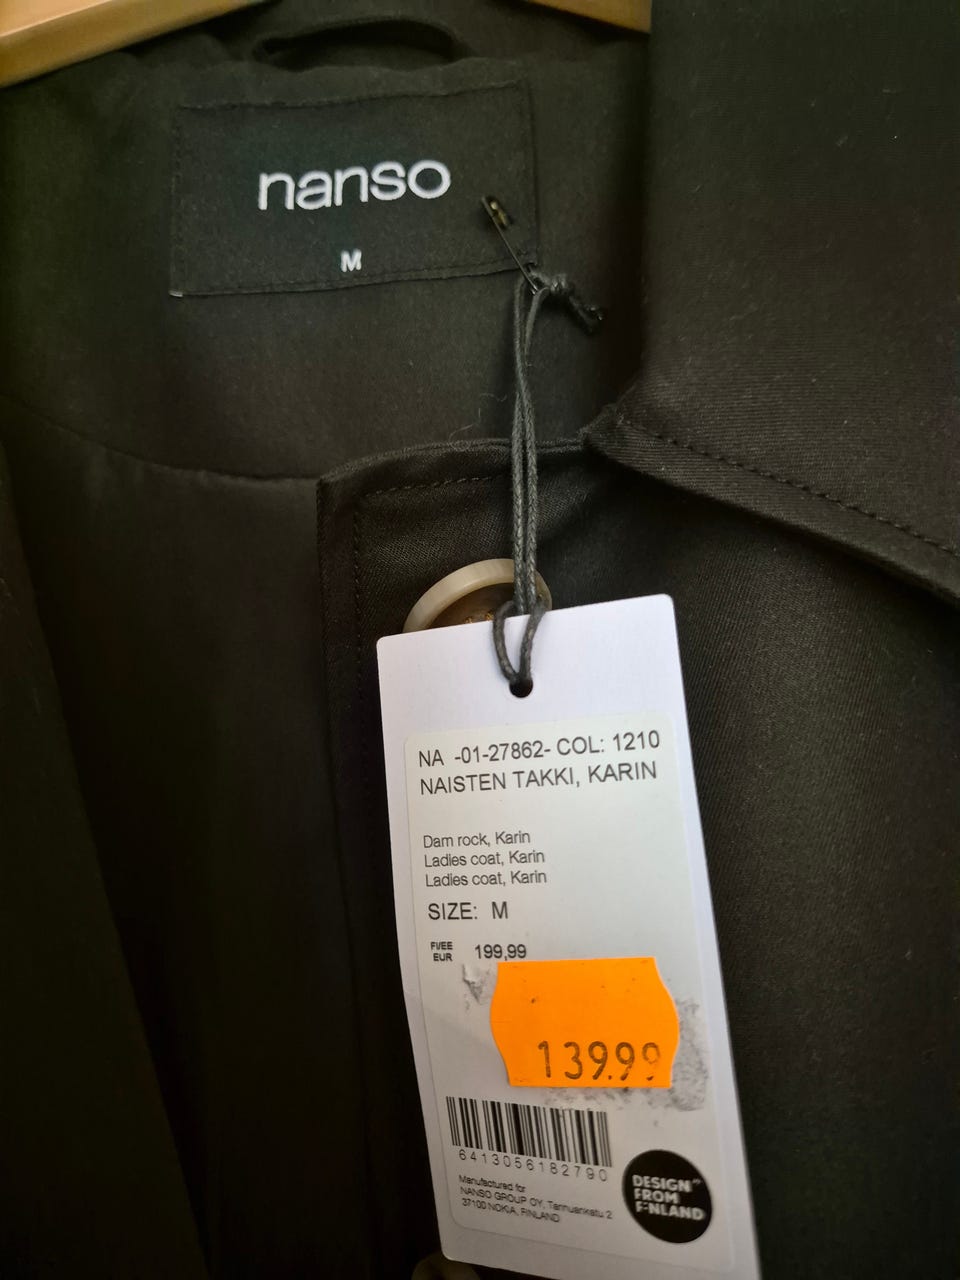 nanso
M
NA -01-27862- COL: 1210
NAISTEN TAKKI, KARIN
Dam rock, Karin
Ladies coat, Karin
Ladies coat, Karin
SIZE: M
FI/EE
EUR 199,99
139.99
6413056182790
Manufactured for
NANSO GROUP OY, Tannuankatu 2
37100 NOKIA, FINLAND
DESIGN
FROM
FINLAND